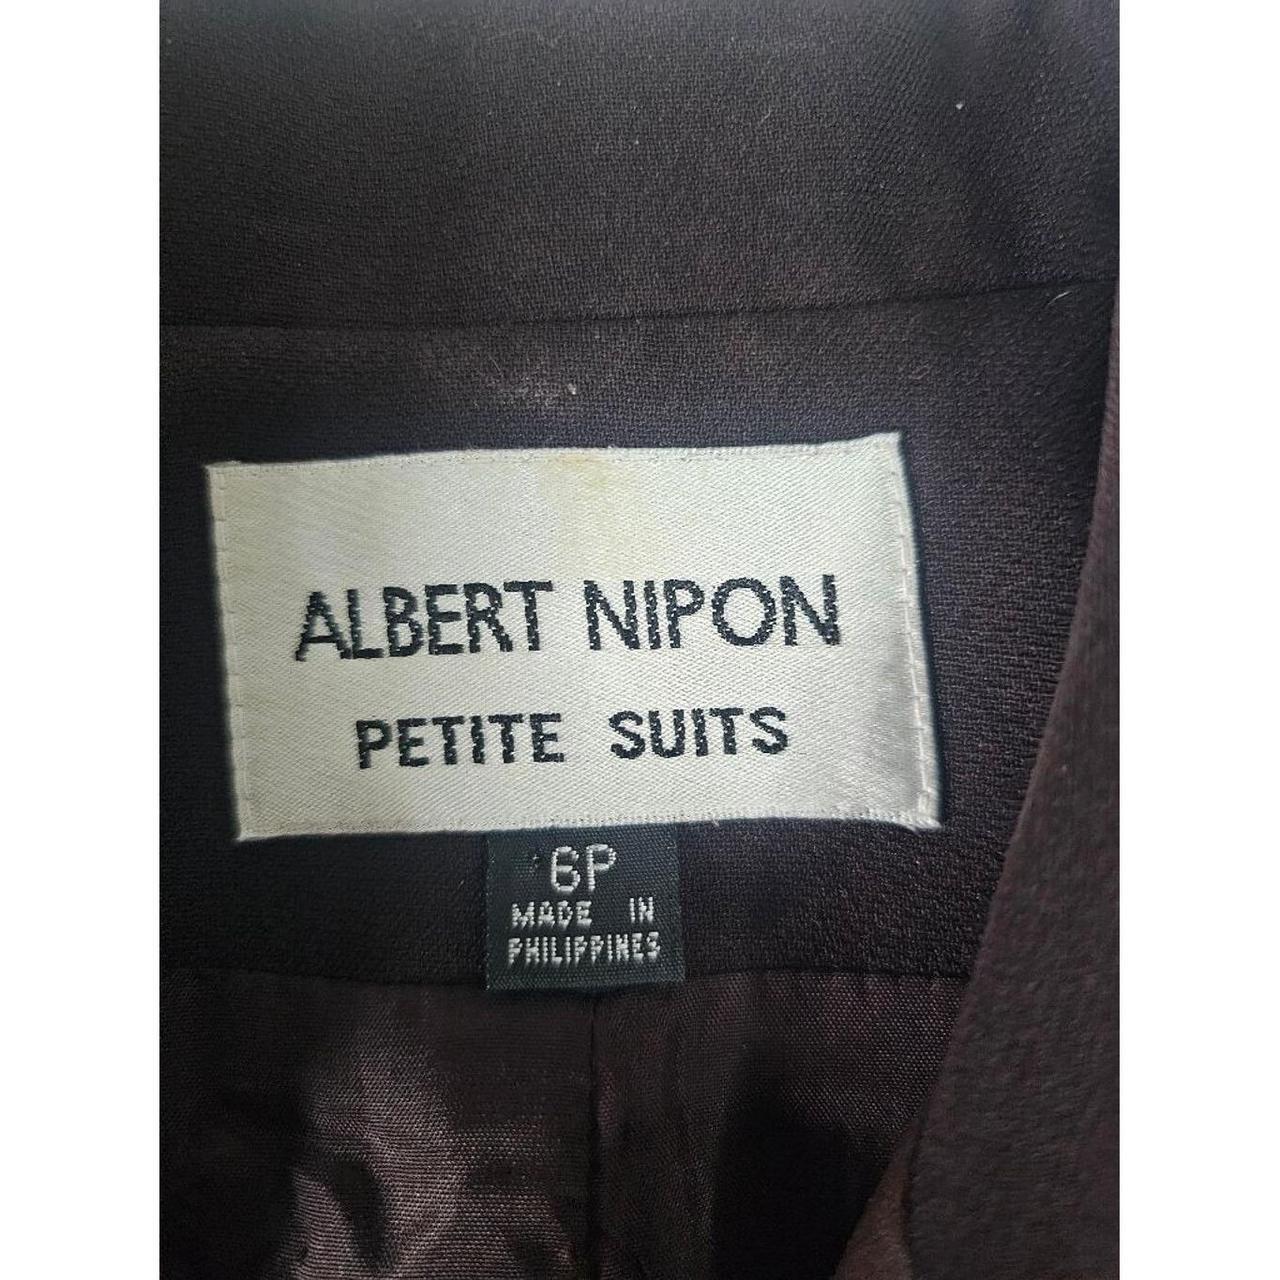 ALBERT NIPON
PETITE SUITS
6P
MADE IN
PHILIPPINES